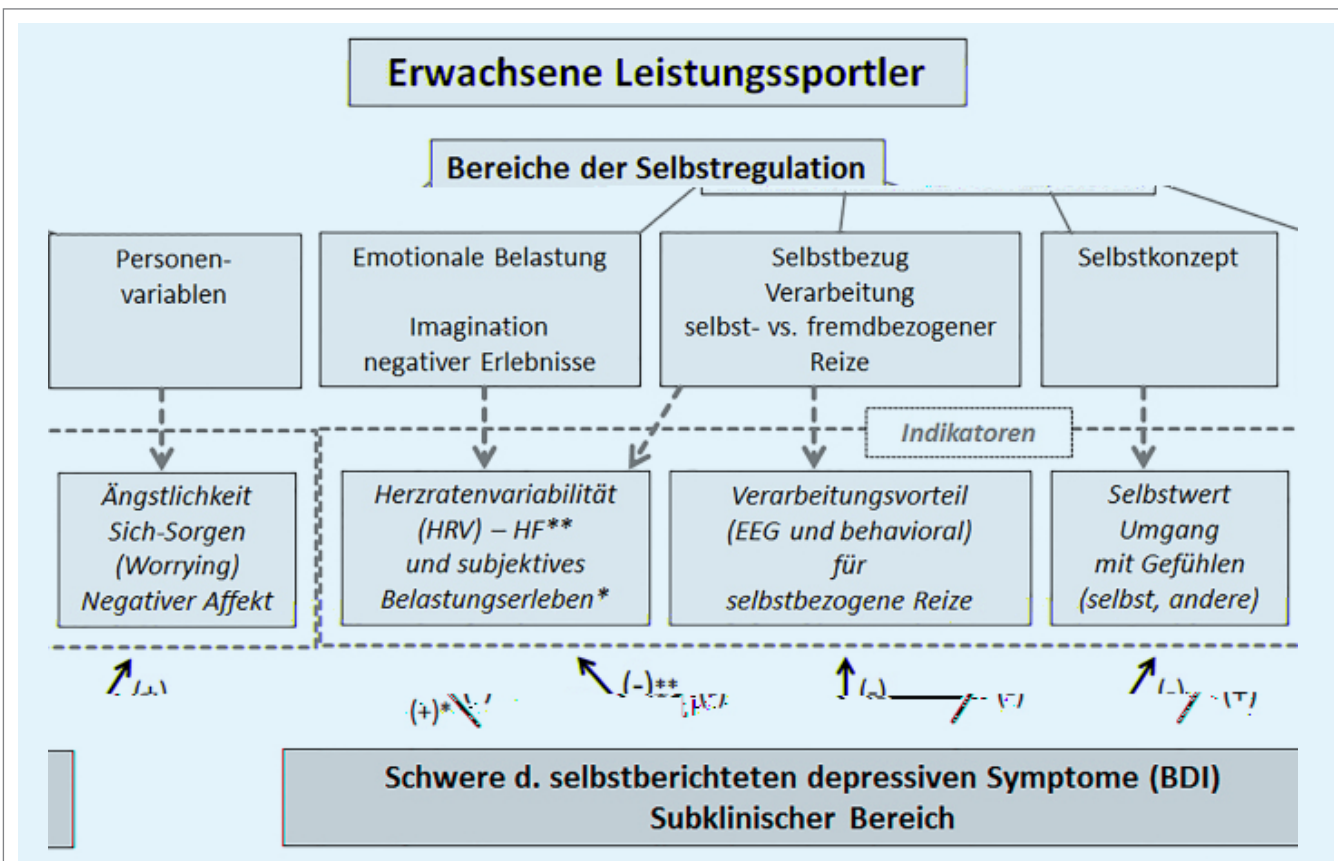 Erwachsene Leistungssportler
Bereiche der Selbstregulation
Personen-
variablen
Emotionale Belastung
Imagination
negativer Erlebnisse
Selbstbezug
Verarbeitung
selbst- vs. fremdbezogener
Reize
Selbstkonzept
Indikatoren
Ängstlichkeit
Sich-Sorgen
(Worrying)
Negativer Affekt
Herzratenvariabilität
(HRV) – HF**
und subjektives
Belastungserleben*
Verarbeitungsvorteil
(EEG und behavioral)
für
selbstbezogene Reize
Selbstwert
Umgang
mit Gefühlen
(selbst, andere)
(+)*
(-)**
Schwere d. selbstberichteten depressiven Symptome (BDI)
Subklinischer Bereich